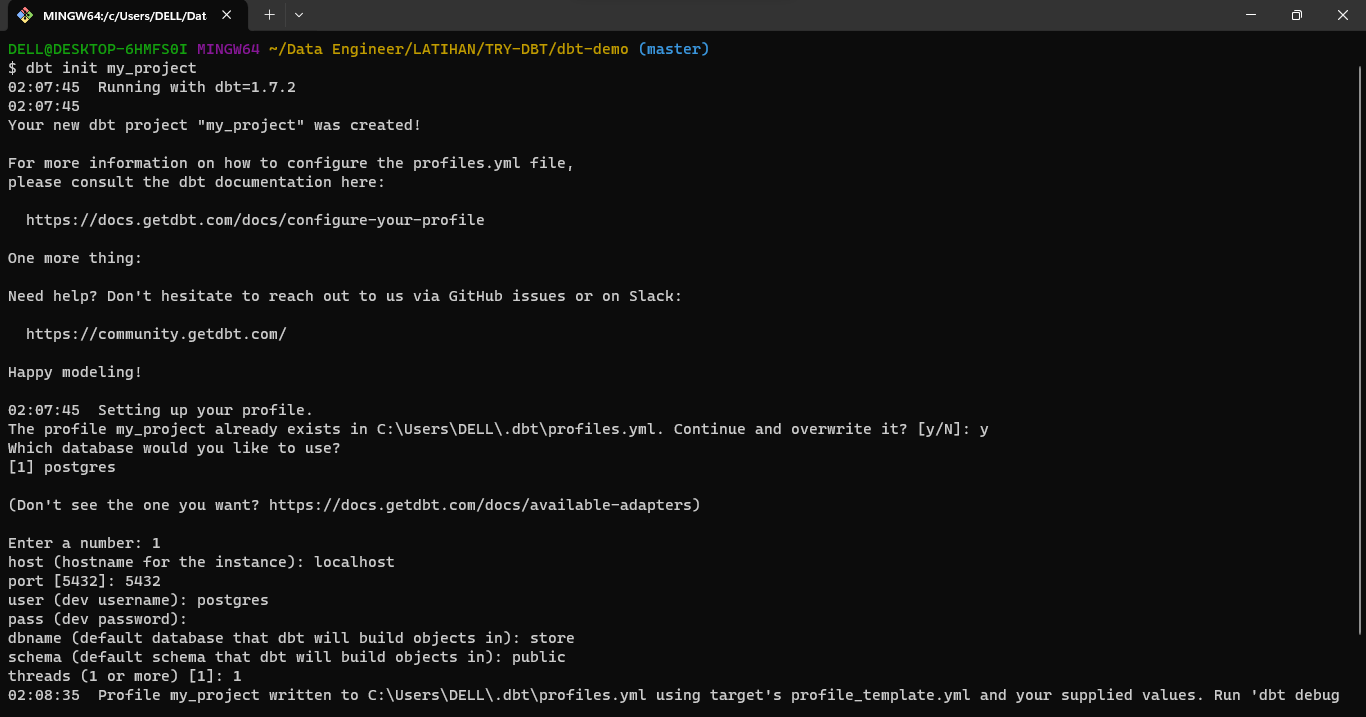 MINGW64:/c/Users/DELL/Dat
DELL@DESKTOP-6HMFS0I MINGW64 ~/Data Engineer/LATIHAN/TRY-DBT/dbt-demo (master)
$ dbt init my_project
02:07:45  Running with dbt=1.7.2
02:07:45
Your new dbt project "my_project" was created!
For more information on how to configure the profiles.yml file,
please consult the dbt documentation here:
https://docs.getdbt.com/docs/configure-your-profile
One more thing:
Need help? Don't hesitate to reach out to us via GitHub issues or on Slack:
https://community.getdbt.com/
Happy modeling!
02:07:45  Setting up your profile.
The profile my_project already exists in C:\Users\DELL\.dbt\profiles.yml. Continue and overwrite it? [y/N]: y
Which database would you like to use?
[1] postgres
(Don't see the one you want? https://docs.getdbt.com/docs/available-adapters)
Enter a number: 1
host (hostname for the instance): localhost
port [5432]: 5432
user (dev username): postgres
pass (dev password):
dbname (default database that dbt will build objects in): store
schema (default schema that dbt will build objects in): public
threads (1 or more) [1]: 1
02:08:35  Profile my_project written to C:\Users\DELL\.dbt\profiles.yml using target's profile_template.yml and your supplied values. Run 'dbt debug